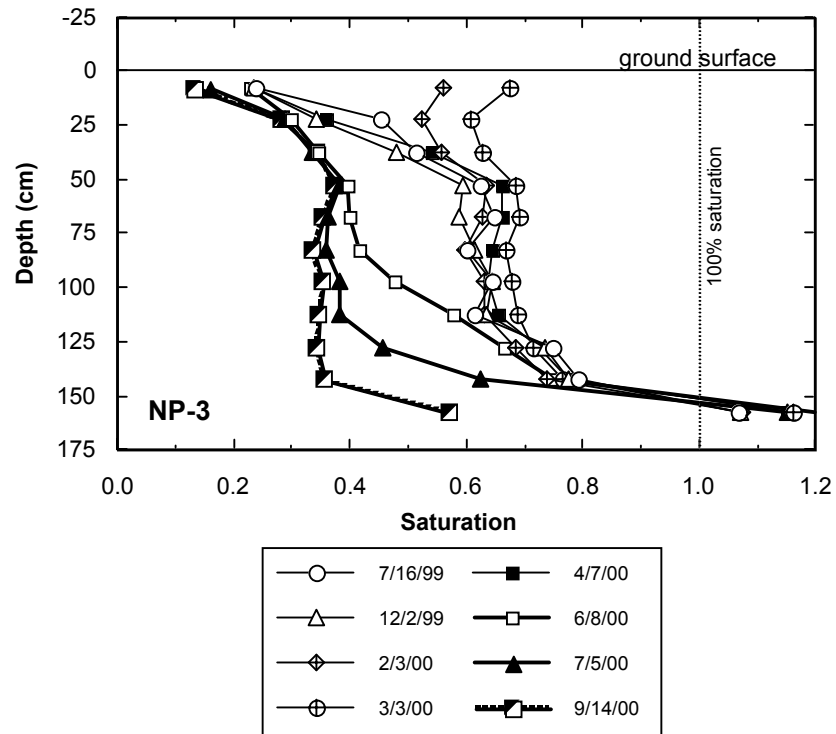 -25
0
25
50
75
100
125
150
175
Depth (cm)
ground surface
100% saturation
NP-3
0.0 0.2 0.4 0.6 0.8 1.0 1.2
Saturation
7/16/99 4/7/00
12/2/99 6/8/00
2/3/00 7/5/00
3/3/00 9/14/00